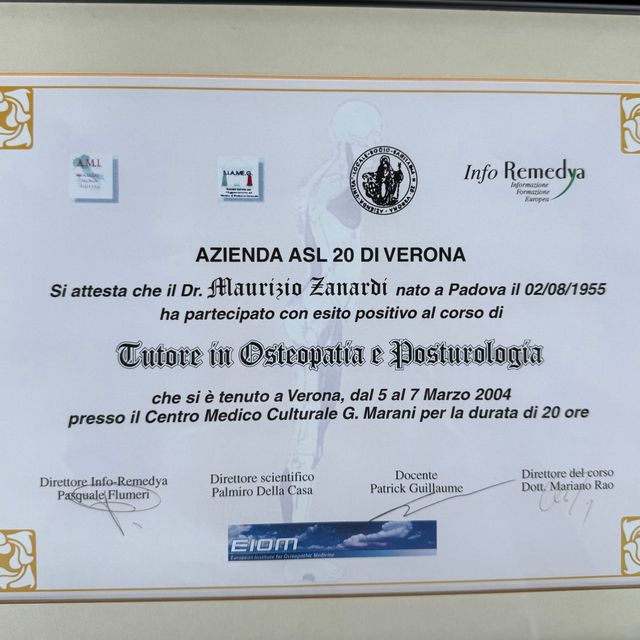 A.M.I.
S.I.A.ME.G.
Info Remedya
Informazione
Formazione
Europea
AZIENDA ASL 20 DI VERONA
Si attesta che il Dr. Maurizio Zanardi nato a Padova il 02/08/1955
ha partecipato con esito positivo al corso di
Tutore in Osteopatia e Posturologia
che si è tenuto a Verona, dal 5 al 7 Marzo 2004
presso il Centro Medico Culturale G. Marani per la durata di 20 ore
Direttore Info-Remedya
Pasquale Flumeri
Direttore scientifico
Palmiro Della Casa
Docente
Patrick Guillaume
Direttore del corso
Dott. Mariano Rao
EIOM
European Institute for Osteopathic Medicine